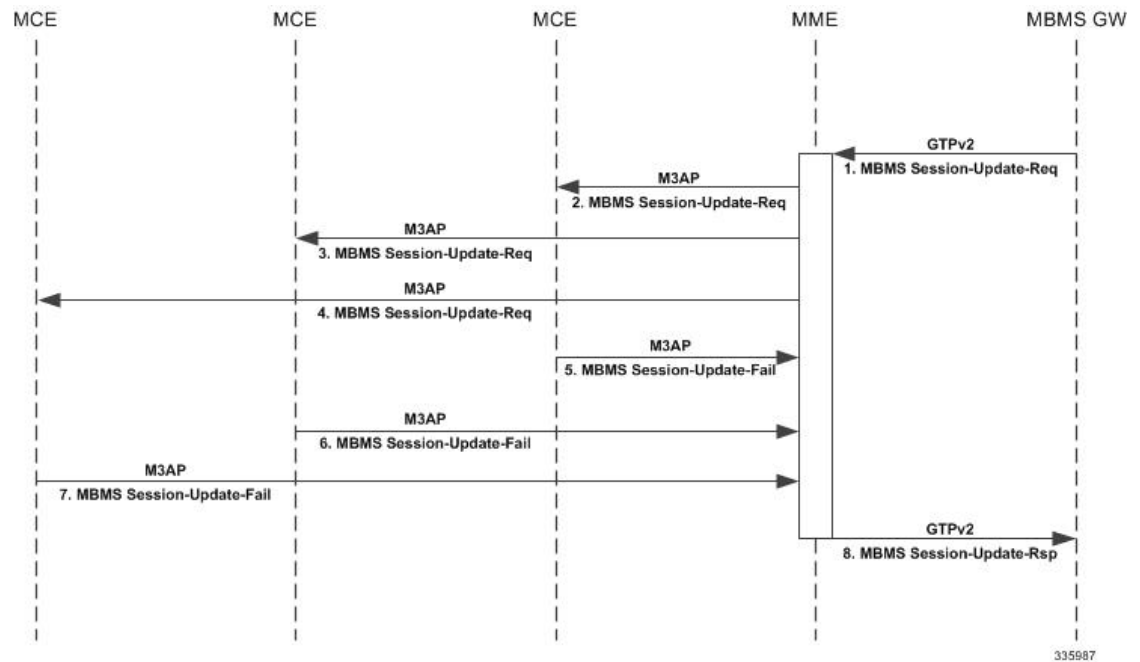 MCE MCE MCE MME MBMS GW
GTPv2
1. MBMS Session-Update-Req
M3AP
2. MBMS Session-Update-Req
M3AP
3. MBMS Session-Update-Req
M3AP
4. MBMS Session-Update-Req
M3AP
5. MBMS Session-Update-Fail
M3AP
6. MBMS Session-Update-Fail
M3AP
7. MBMS Session-Update-Fail
GTPv2
8. MBMS Session-Update-Rsp
335987